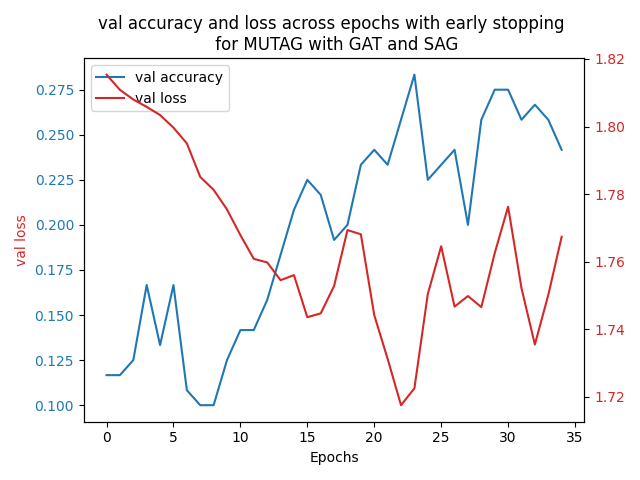 val accuracy and loss across epochs with early stopping
for MUTAG with GAT and SAG
val accuracy
val loss
0.275
0.250
0.225
0.200
0.175
0.150
0.125
0.100
val loss
1.82
1.80
1.78
1.76
1.74
1.72
0 5 10 15 20 25 30 35
Epochs